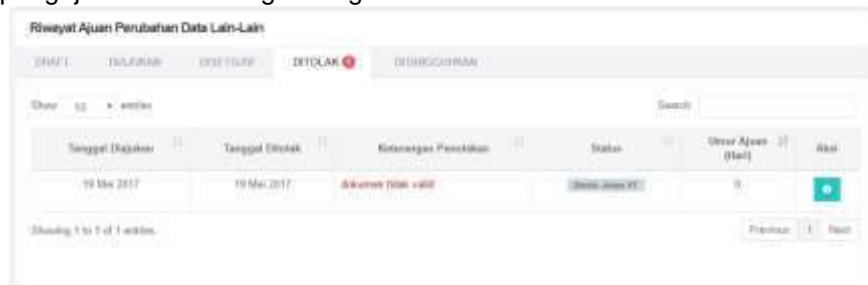 Riwayat Ajuan Perubahan Data Lain-Lain
DRAFT DIAJUKAN DISETUJUI DITOLAK DITANGGUHKAN
Show 10 entries Search
Tanggal Diajukan Tanggal Ditolak Keterangan Penolakan Status Umur Ajuan (Hari) Aksi
19 Mei 2017 19 Mei 2017 dokumen tidak valid 0
Showing 1 to 1 of 1 entries. Previous 1 Next